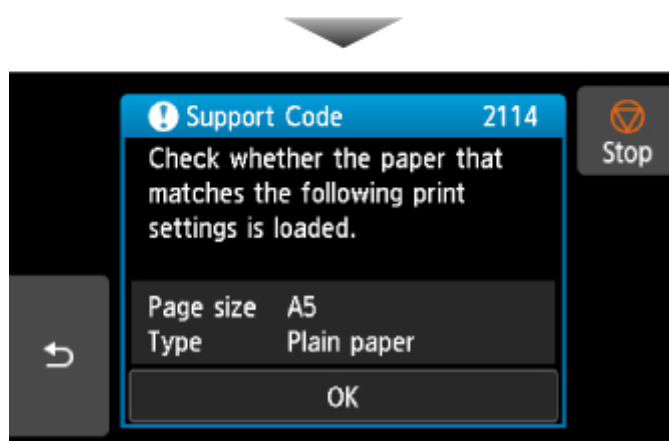 Support Code 2114
Stop
Check whether the paper that
matches the following print
settings is loaded.
Page size A5
Type Plain paper
OK